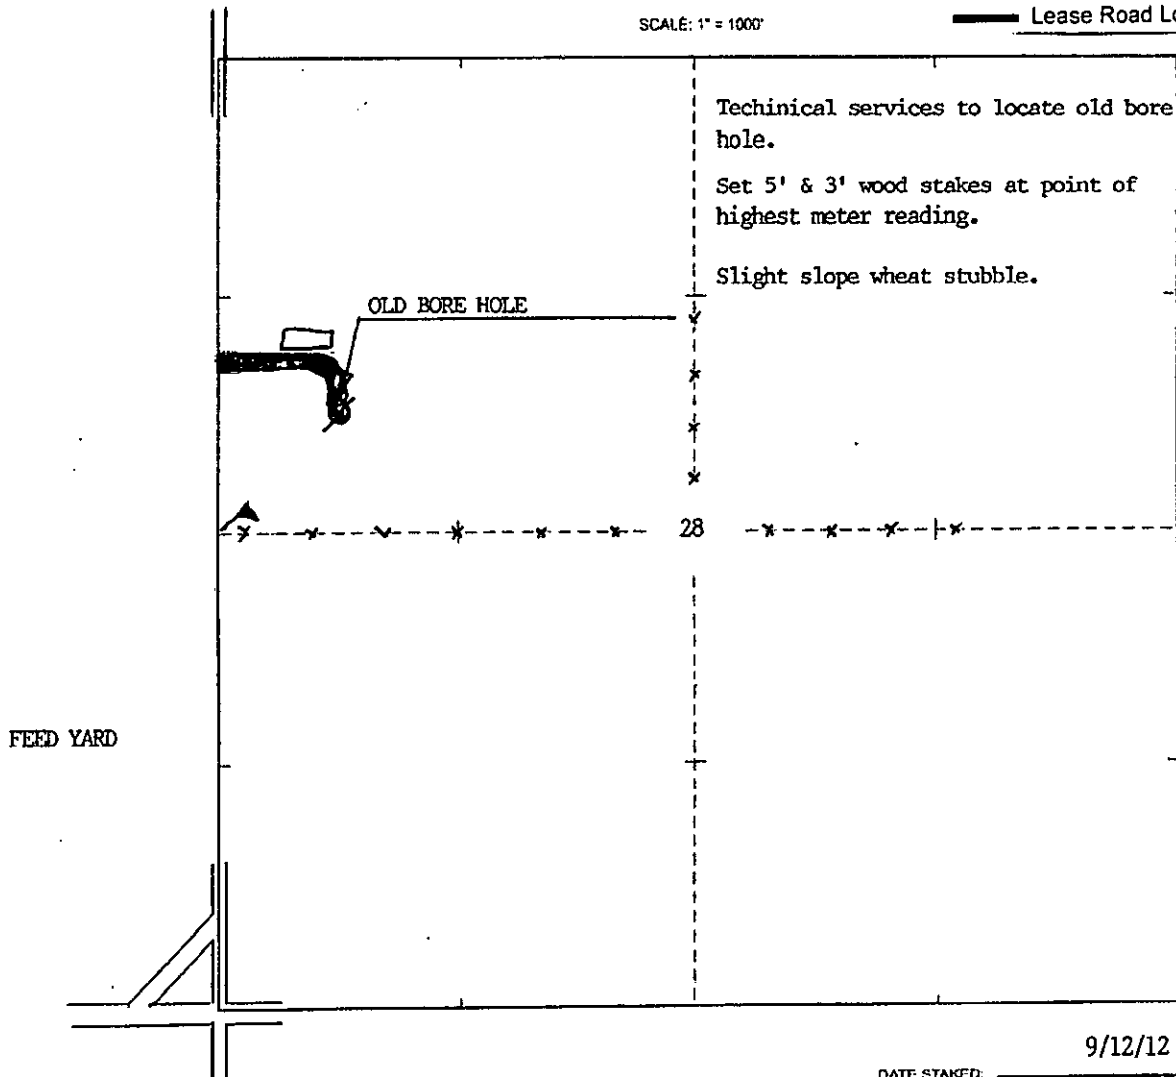 SCALE: 1" = 1000'
Lease Road Lo
Techinical services to locate old bore
hole.
Set 5' & 3' wood stakes at point of
highest meter reading.
Slight slope wheat stubble.
OLD BORE HOLE
28
FEED YARD
9/12/12
DATE STAKED: